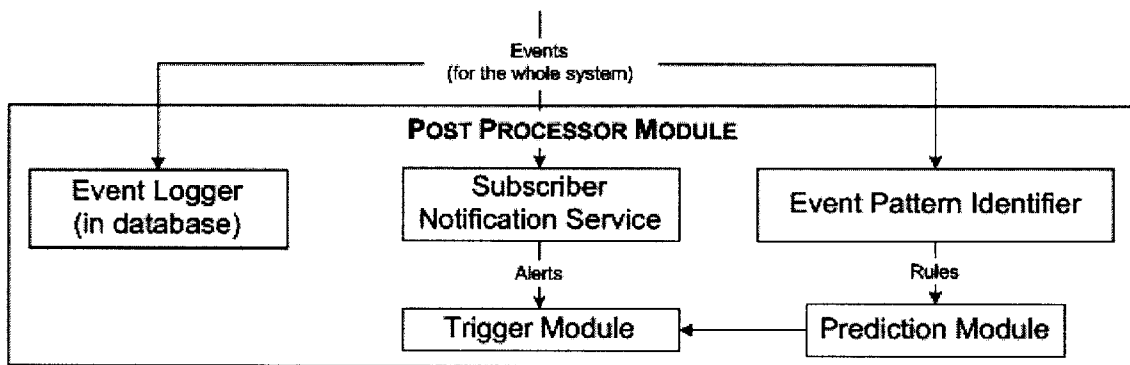 Events
(for the whole system)
POST PROCESSOR MODULE
Event Logger
(in database)
Subscriber
Notification Service
Event Pattern Identifier
Alerts
Rules
Trigger Module
Prediction Module